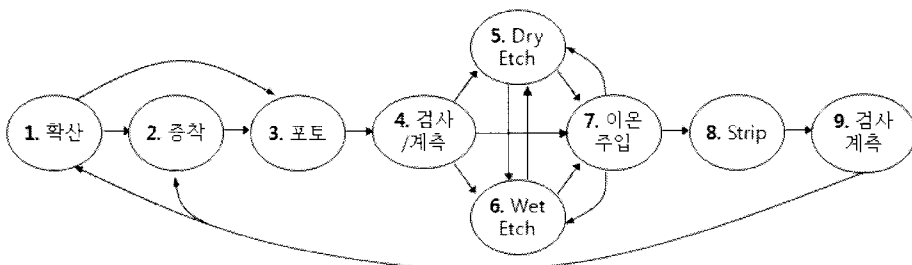 5. Dry
Etch
1. 확산
2. 증착
3. 포토
4. 검사
/계측
7. 이온
주입
8. Strip
9. 검사
계측
6. Wet
Etch